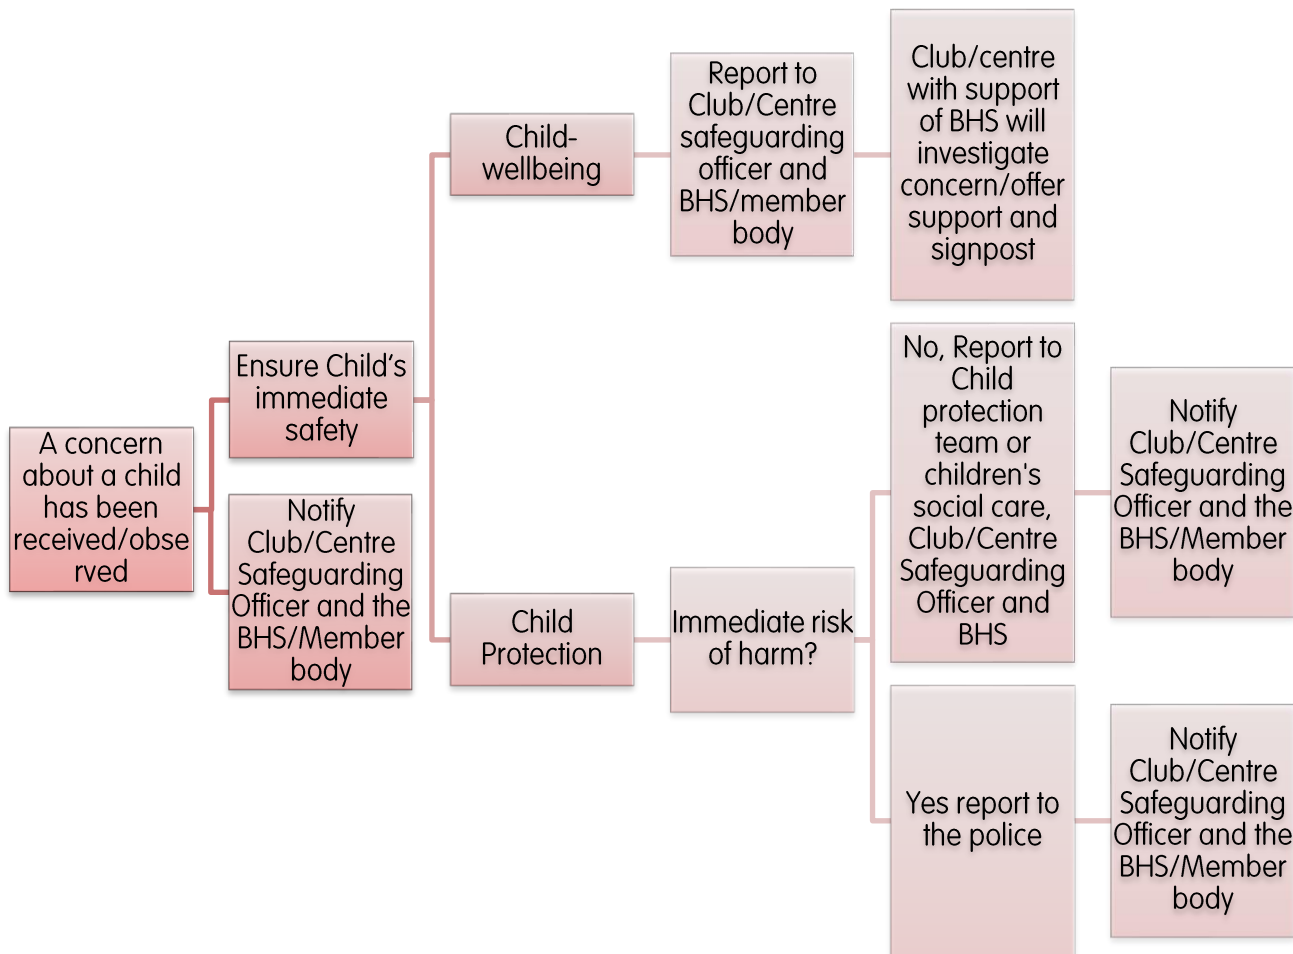 A concern
about a child
has been
received/obse
rved
Ensure Child's
immediate
safety
Notify
Club/Centre
Safeguarding
Officer and the
BHS/Member
body
Child-
wellbeing
Report to
Club/Centre
safeguarding
officer and
BHS/member
body
Club/centre
with support
of BHS will
investigate
concern/offer
support and
signpost
Child
Protection
Immediate risk
of harm?
No, Report to
Child
protection
team or
children's
social care,
Club/Centre
Safeguarding
Officer and
BHS
Notify
Club/Centre
Safeguarding
Officer and the
BHS/Member
body
Yes report to
the police
Notify
Club/Centre
Safeguarding
Officer and the
BHS/Member
body